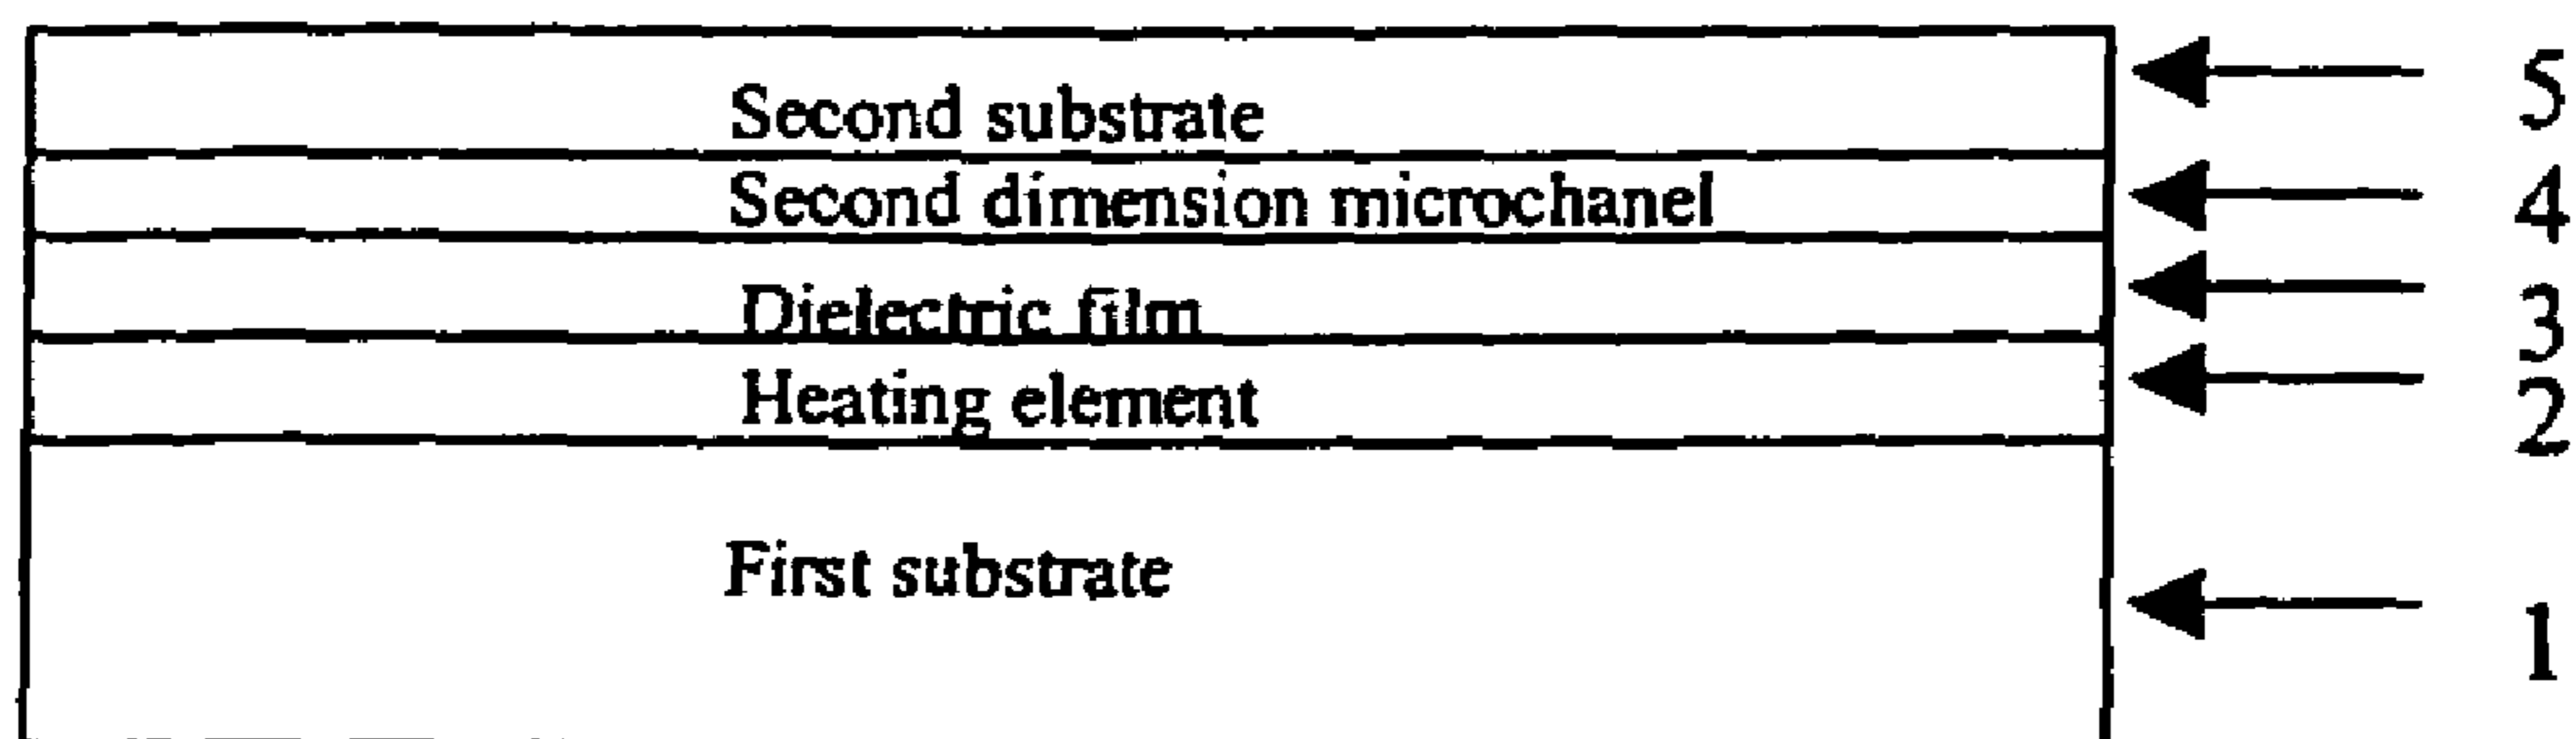 Second substrate
5
Second dimension microchanel
4
Dielectric film
3
Heating element
2
First substrate
1